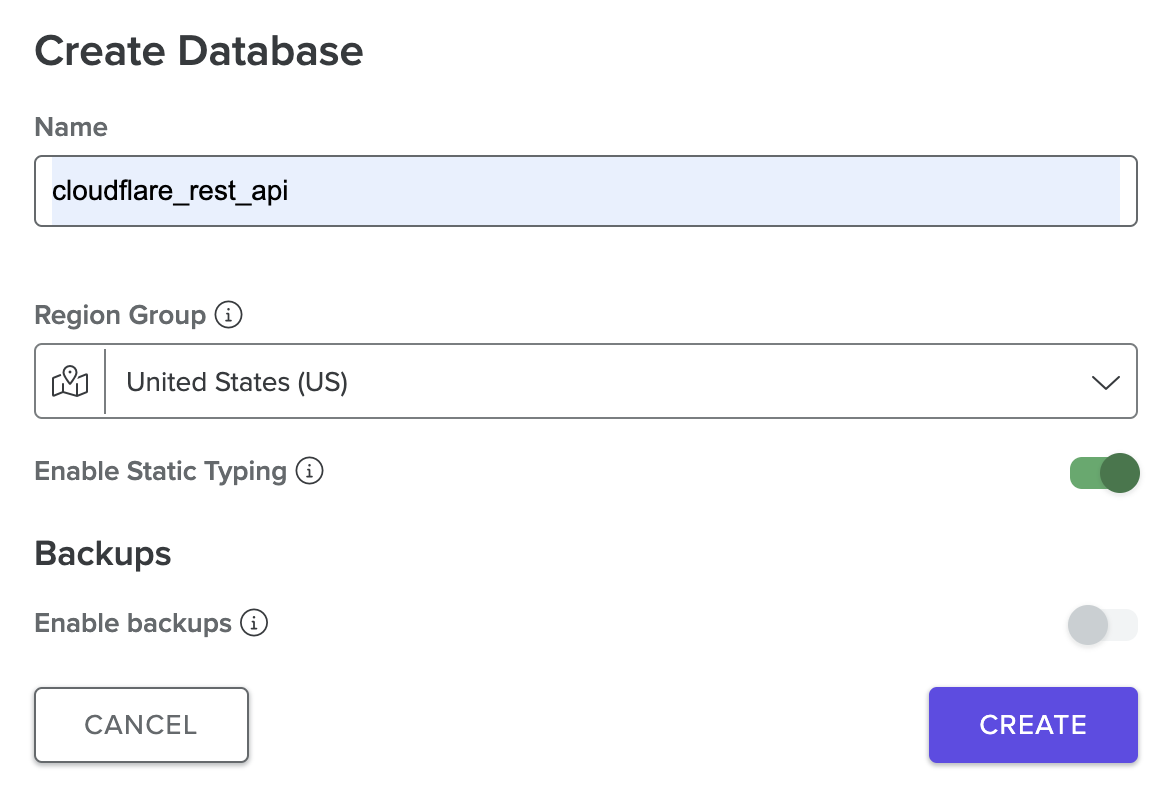 Create Database
Name
cloudflare_rest_api
Region Group
United States (US)
Enable Static Typing
Backups
Enable backups
CANCEL
CREATE